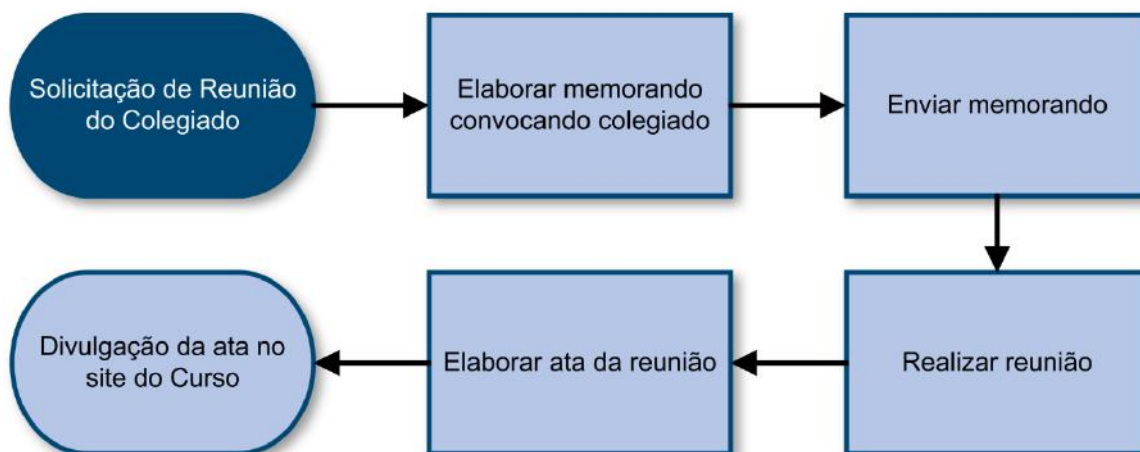 Solicitação de Reunião
do Colegiado
Elaborar memorando
convocando colegiado
Enviar memorando
Realizar reunião
Elaborar ata da reunião
Divulgação da ata no
site do Curso